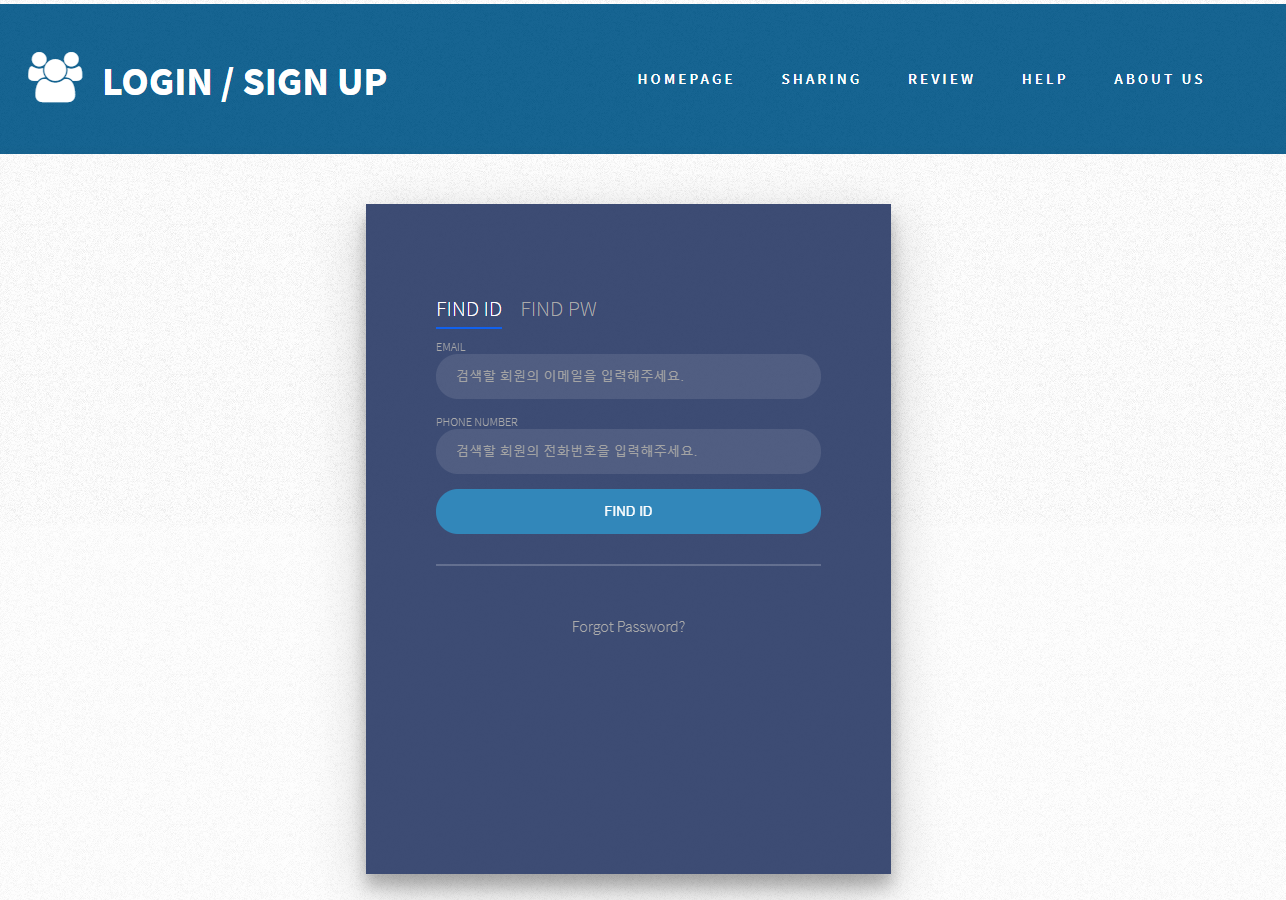 LOGIN / SIGN UP
HOMEPAGE SHARING REVIEW HELP ABOUT US
FIND ID FIND PW
EMAIL
검색할 회원의 이메일을 입력해주세요.
PHONE NUMBER
검색할 회원의 전화번호을 입력해주세요.
FIND ID
Forgot Password?